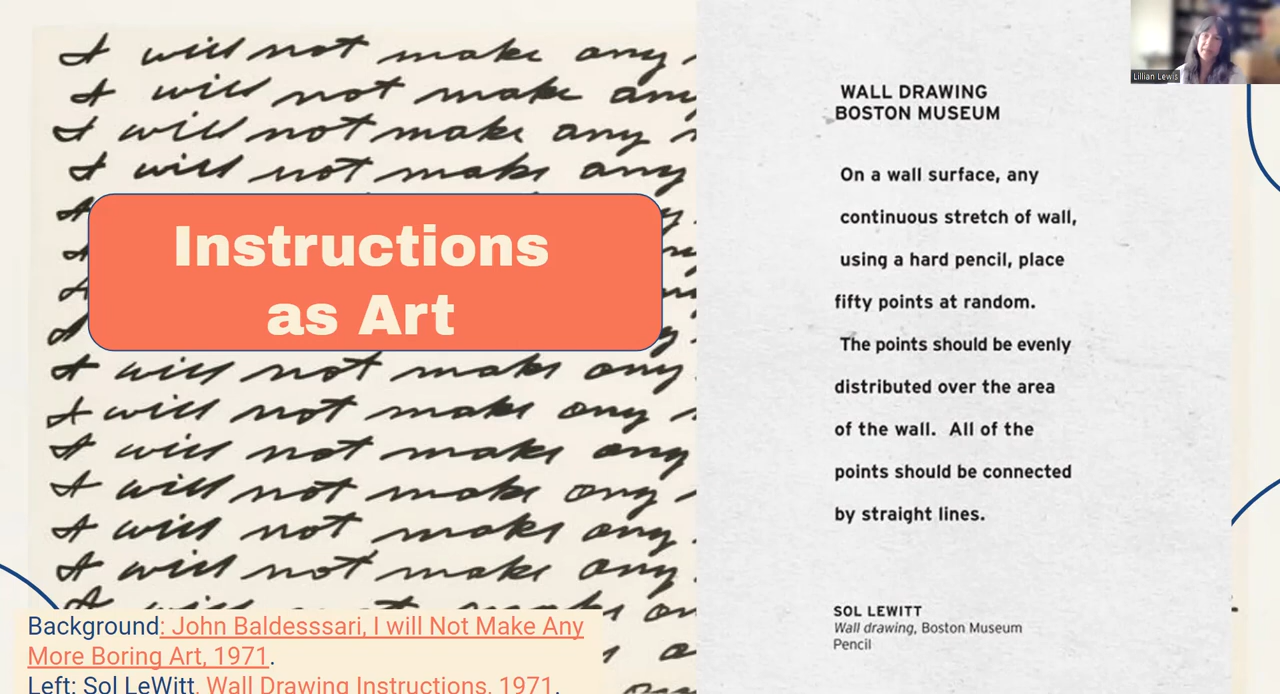 I will not make any
I will not make any
I will not make any
I will not make any
Instructions
as Art
I will not make any
I will not make any
I will not make any
I will not make any
I will not make any
I will not make any
I will not make any
Background: John Baldesssari, I will Not Make Any
More Boring Art, 1971.
Left: Sol LeWitt, Wall Drawing Instructions, 1971.
WALL DRAWING
BOSTON MUSEUM
On a wall surface, any
continuous stretch of wall,
using a hard pencil, place
fifty points at random.
The points should be evenly
distributed over the area
of the wall. All of the
points should be connected
by straight lines.
SOL LEWITT
Wall drawing, Boston Museum
Pencil
Lillian Lewis